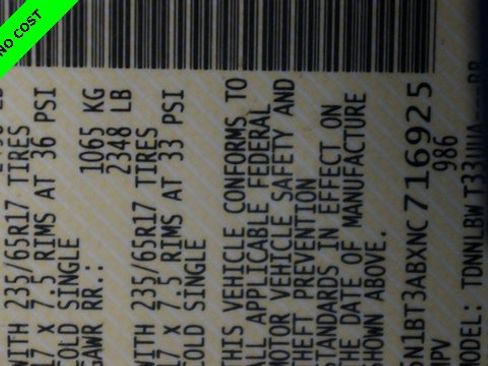 NO COST
WITH 235/65R17 TIRES
17 X 7.5 RIMS AT 36 PSI
COLD SINGLE
GAWR RR.: 1065 KG
2348 LB
WITH 235/65R17 TIRES
17 X 7.5 RIMS AT 33 PSI
COLD SINGLE
THIS VEHICLE CONFORMS TO
ALL APPLICABLE FEDERAL
MOTOR VEHICLE SAFETY AND
THEFT PREVENTION
STANDARDS IN EFFECT ON
THE DATE OF MANUFACTURE
SHOWN ABOVE.
5N1BT3ABXNC716925
MPV 986
MODEL: